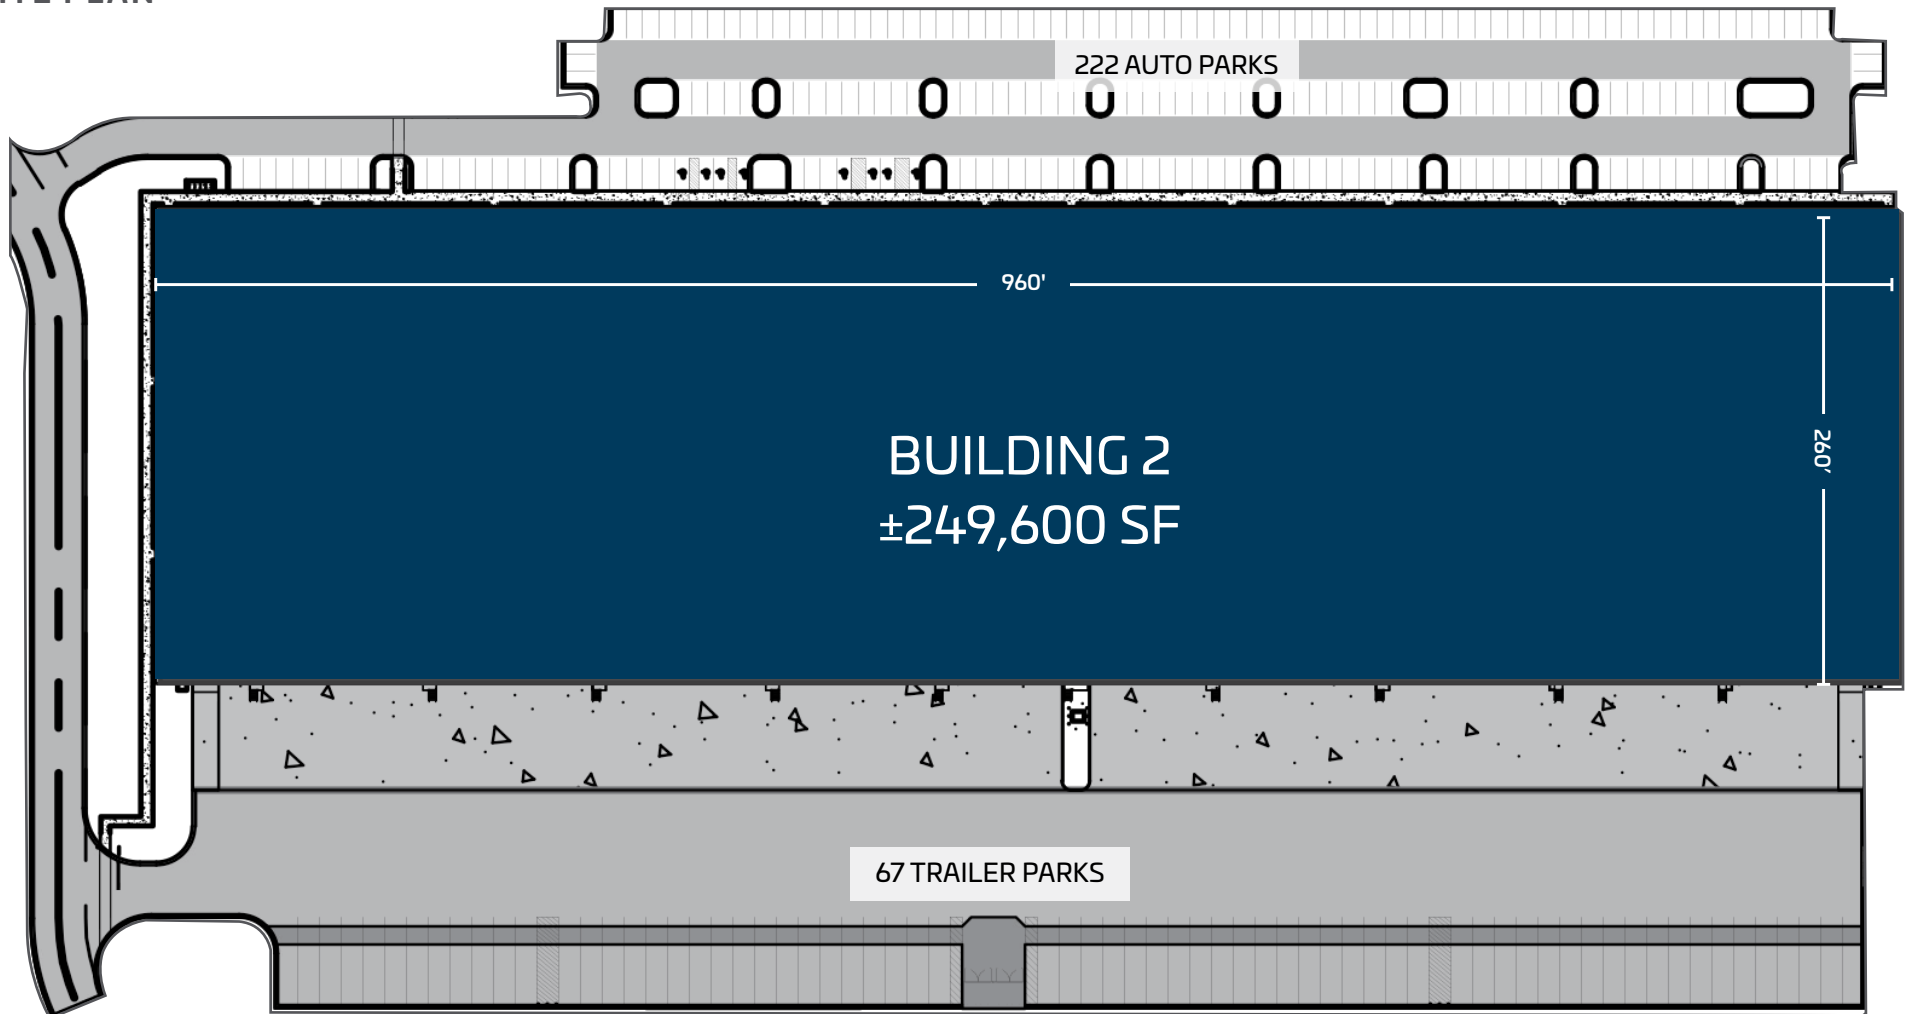 222 AUTO PARKS
960'
260'
BUILDING 2
±249,600 SF
67 TRAILER PARKS